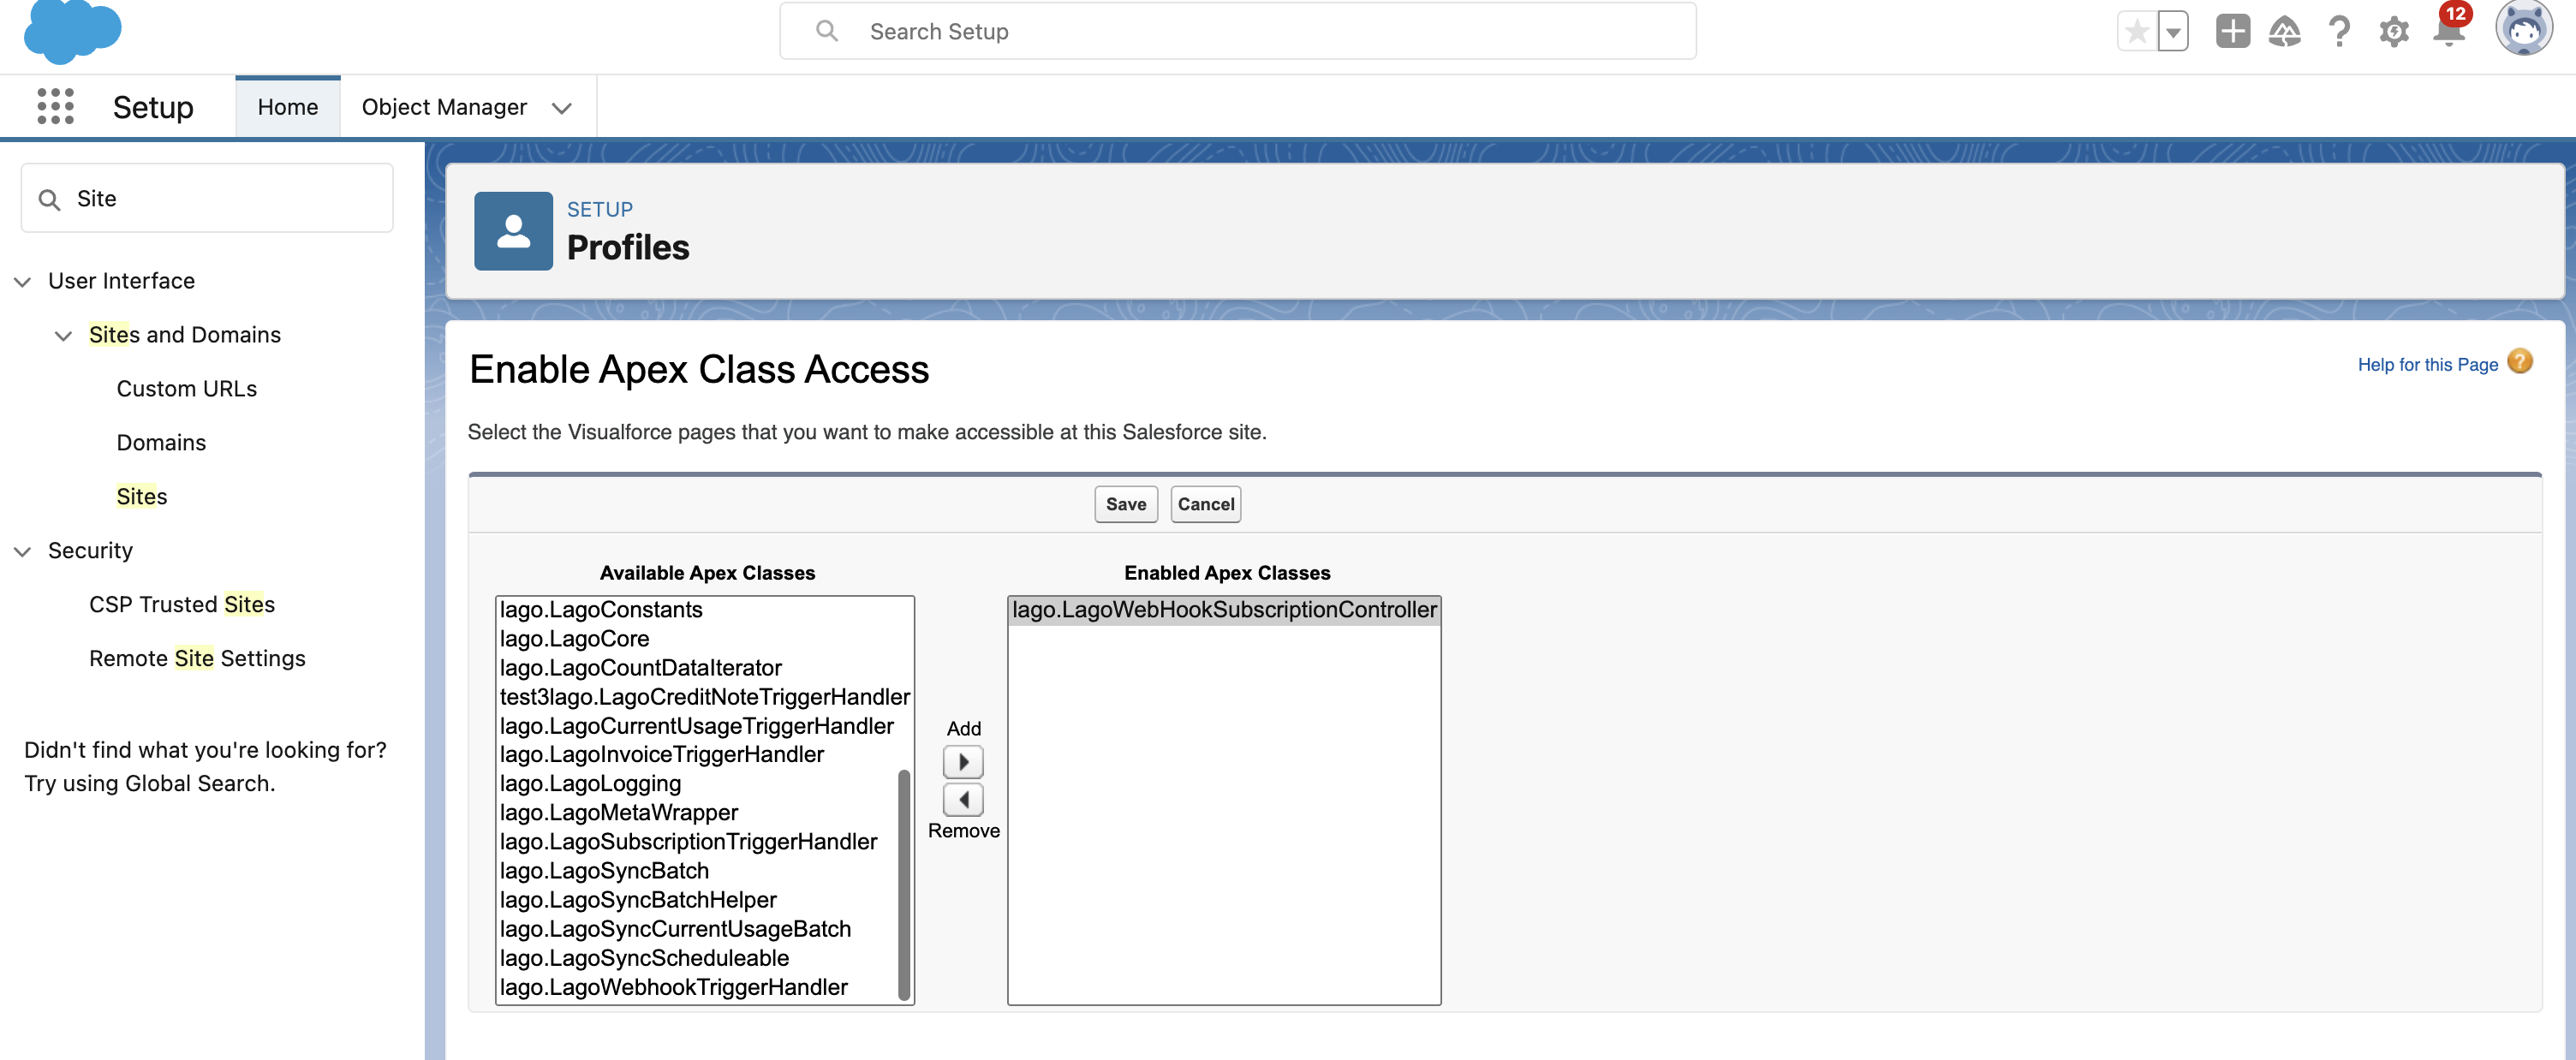 Search Setup
12
Setup
Home
Object Manager
Site
User Interface
Sites and Domains
Custom URLs
Domains
Sites
Security
CSP Trusted Sites
Remote Site Settings
Didn't find what you're looking for?
Try using Global Search.
SETUP
Profiles
Enable Apex Class Access
Help for this Page
Select the Visualforce pages that you want to make accessible at this Salesforce site.
Save Cancel
Available Apex Classes
lago.LagoConstants
lago.LagoCore
lago.LagoCountDataIterator
test3lago.LagoCreditNoteTriggerHandler
lago.LagoCurrentUsageTriggerHandler
lago.LagoInvoiceTriggerHandler
lago.LagoLogging
lago.LagoMetaWrapper
lago.LagoSubscriptionTriggerHandler
lago.LagoSyncBatch
lago.LagoSyncBatchHelper
lago.LagoSyncCurrentUsageBatch
lago.LagoSyncScheduleable
lago.LagoWebhookTriggerHandler
Add
Remove
Enabled Apex Classes
lago.LagoWebHookSubscriptionController